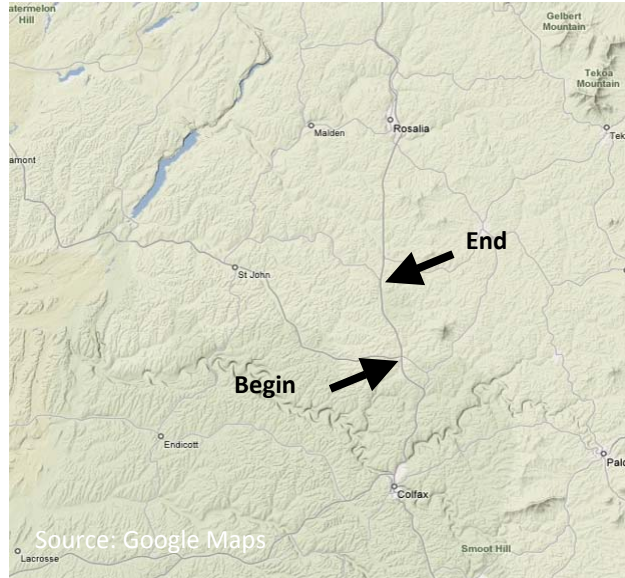 atermelon
Hill
Gelbert
Mountain
Tekoa
Mountain
Malden
Rosalia
Tek
amont
End
St John
Begin
Endicott
Palo
Colfax
Source: Google Maps
Smoot Hill
Lacrosse